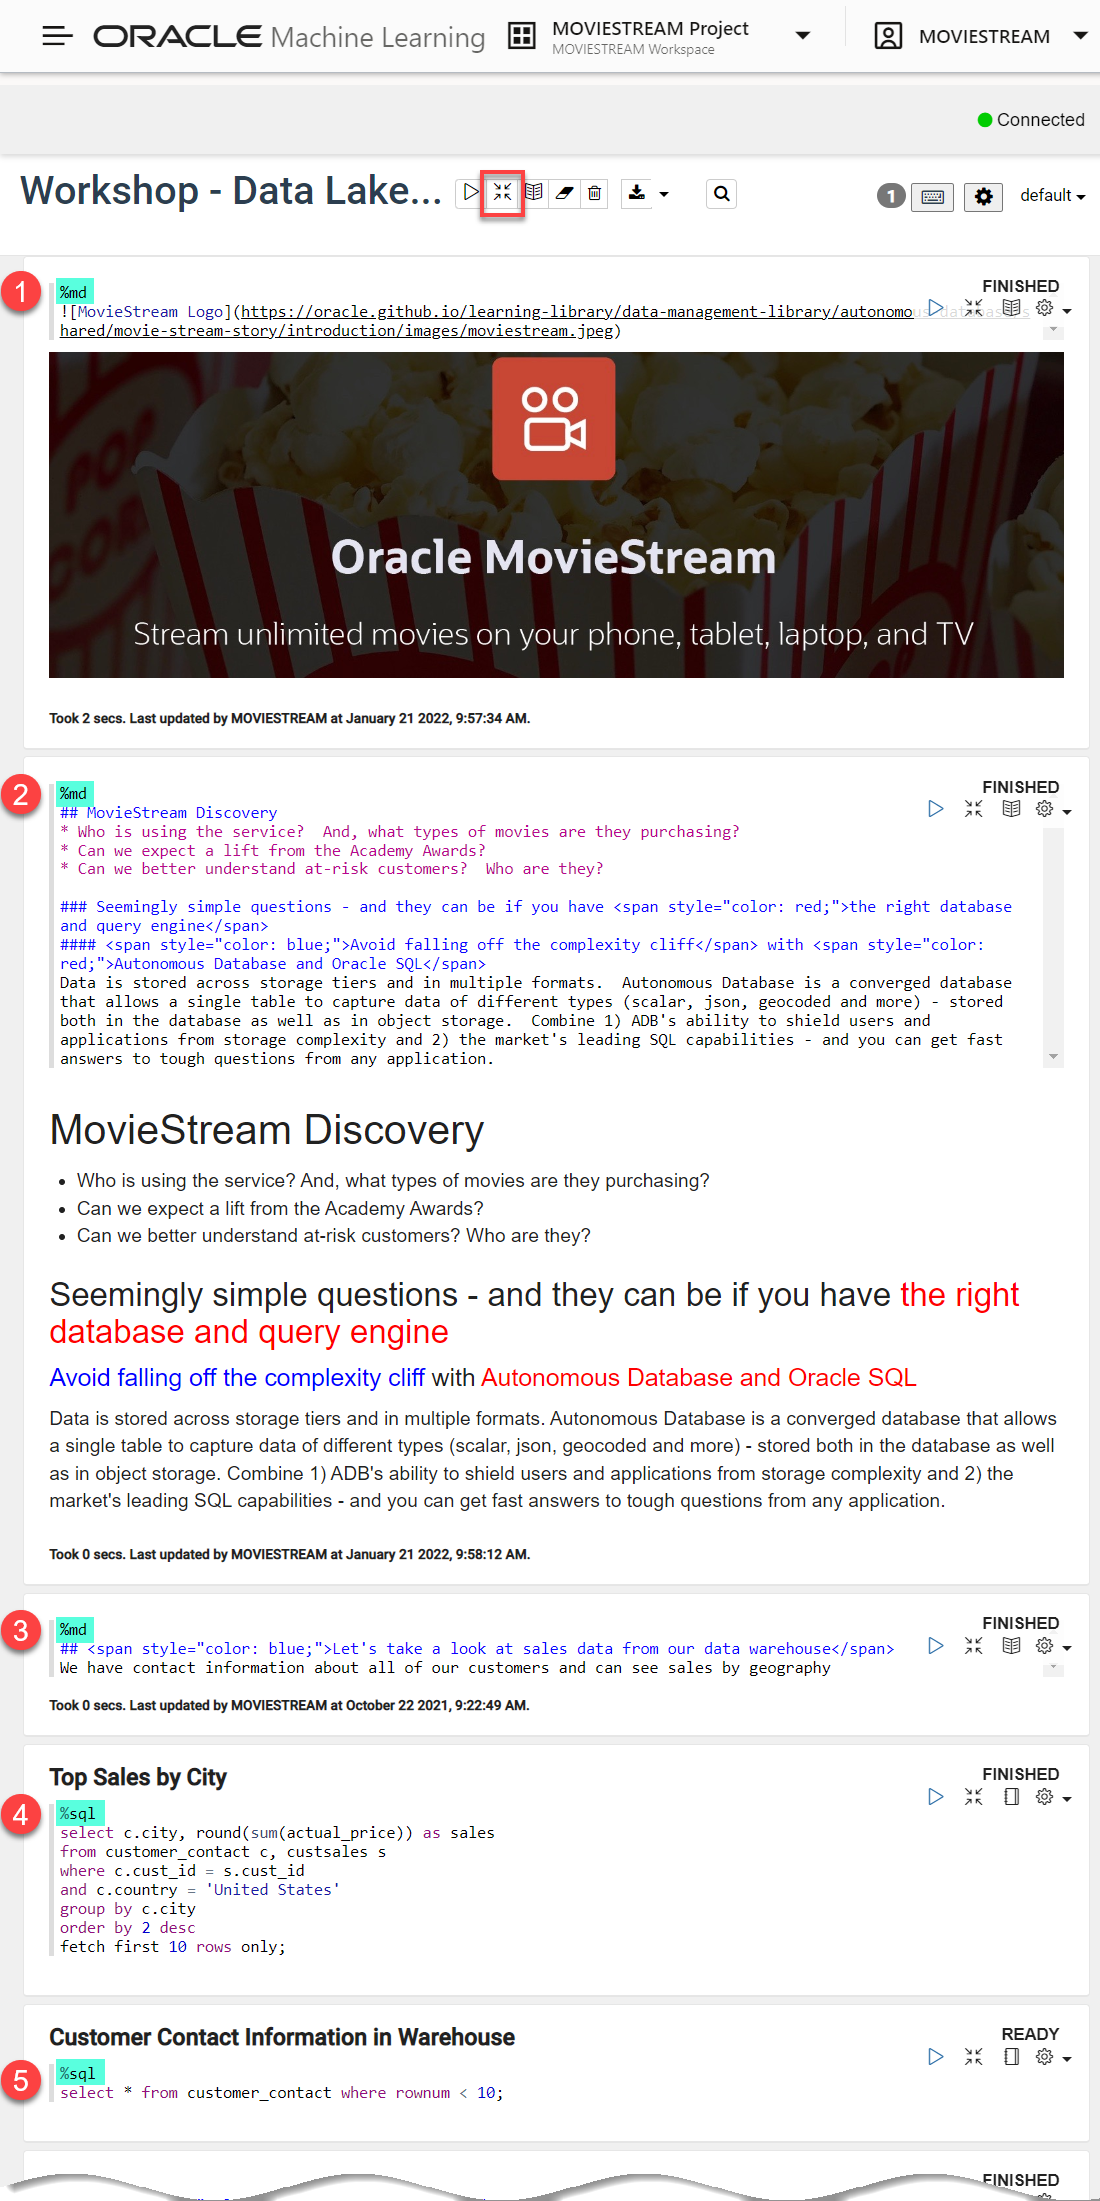 ORACLE Machine Learning
MOVIESTREAM Project
MOVIESTREAM Workspace
MOVIESTREAM
Connected
Workshop - Data Lake...
1
default
1
%md
FINISHED
![MovieStream Logo](https://oracle.github.io/learning-library/data-management-library/autonomous-database/s
hared/movie-stream-story/introduction/images/moviestream.jpeg)
Oracle MovieStream
Stream unlimited movies on your phone, tablet, laptop, and TV
Took 2 secs. Last updated by MOVIESTREAM at January 21 2022, 9:57:34 AM.
2
%md
FINISHED
## MovieStream Discovery
* Who is using the service?  And, what types of movies are they purchasing?
* Can we expect a lift from the Academy Awards?
* Can we better understand at-risk customers?  Who are they?
### Seemingly simple questions - and they can be if you have <span style="color: red;">the right database
and query engine</span>
#### <span style="color: blue;">Avoid falling off the complexity cliff</span> with <span style="color:
red;">Autonomous Database and Oracle SQL</span>
Data is stored across storage tiers and in multiple formats.  Autonomous Database is a converged database
that allows a single table to capture data of different types (scalar, json, geocoded and more) - stored
both in the database as well as in object storage.  Combine 1) ADB's ability to shield users and
applications from storage complexity and 2) the market's leading SQL capabilities - and you can get fast
answers to tough questions from any application.
MovieStream Discovery
• Who is using the service? And, what types of movies are they purchasing?
• Can we expect a lift from the Academy Awards?
• Can we better understand at-risk customers? Who are they?
Seemingly simple questions - and they can be if you have the right
database and query engine
Avoid falling off the complexity cliff with Autonomous Database and Oracle SQL
Data is stored across storage tiers and in multiple formats. Autonomous Database is a converged database that allows
a single table to capture data of different types (scalar, json, geocoded and more) - stored both in the database as well
as in object storage. Combine 1) ADB's ability to shield users and applications from storage complexity and 2) the
market's leading SQL capabilities - and you can get fast answers to tough questions from any application.
Took 0 secs. Last updated by MOVIESTREAM at January 21 2022, 9:58:12 AM.
3
%md
FINISHED
## <span style="color: blue;">Let's take a look at sales data from our data warehouse</span>
We have contact information about all of our customers and can see sales by geography
Took 0 secs. Last updated by MOVIESTREAM at October 22 2021, 9:22:49 AM.
Top Sales by City
FINISHED
4
%sql
select c.city, round(sum(actual_price)) as sales
from customer_contact c, custsales s
where c.cust_id = s.cust_id
and c.country = 'United States'
group by c.city
order by 2 desc
fetch first 10 rows only;
Customer Contact Information in Warehouse
READY
5
%sql
select * from customer_contact where rownum < 10;
FINISHED